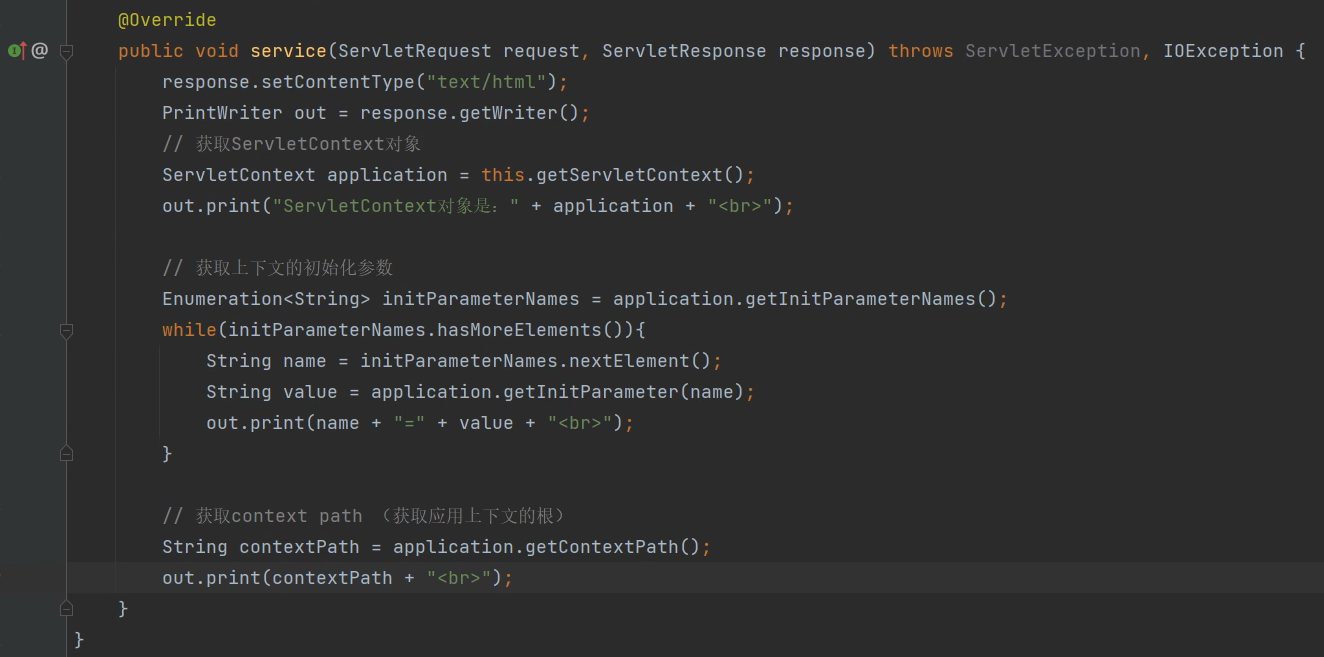 @Override
public void service(ServletRequest request, ServletResponse response) throws ServletException, IOException {
response.setContentType("text/html");
PrintWriter out = response.getWriter();
// 获取ServletContext对象
ServletContext application = this.getServletContext();
out.print("ServletContext对象是：" + application + "<br>");
// 获取上下文的初始化参数
Enumeration<String> initParameterNames = application.getInitParameterNames();
while(initParameterNames.hasMoreElements()){
String name = initParameterNames.nextElement();
String value = application.getInitParameter(name);
out.print(name + "=" + value + "<br>");
}
// 获取context path （获取应用上下文的根）
String contextPath = application.getContextPath();
out.print(contextPath + "<br>");
}
}